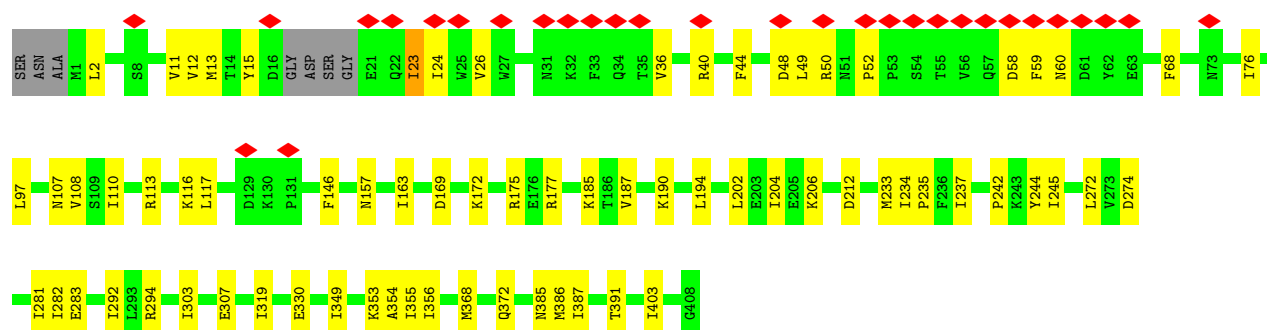 SER ASN ALA M1 L2 S8 V11 V12 M13 T14 Y15 D16 GLY ASP SER GLY E21 Q22 I23 I24 W25 V26 W27 N31 K32 F33 Q34 T35 V36 R40 F44 D48 L49 R50 N51 P52 P53 S54 T55 V56 Q57 D58 F59 N60 D61 Y62 E63 F68 N73 I76
L97 N107 V108 S109 I110 R113 K116 L117 D129 K130 P131 F146 N157 I163 D169 K172 R175 E176 R177 K185 T186 V187 K190 L194 L202 E203 I204 E205 K206 D212 M233 I234 P235 F236 I237 P242 K243 Y244 I245 L272 V273 D274
I281 I282 E283 I292 L293 R294 I303 E307 I319 E330 I349 K353 A354 I355 I356 M368 Q372 N385 M386 I387 T391 I403 G408